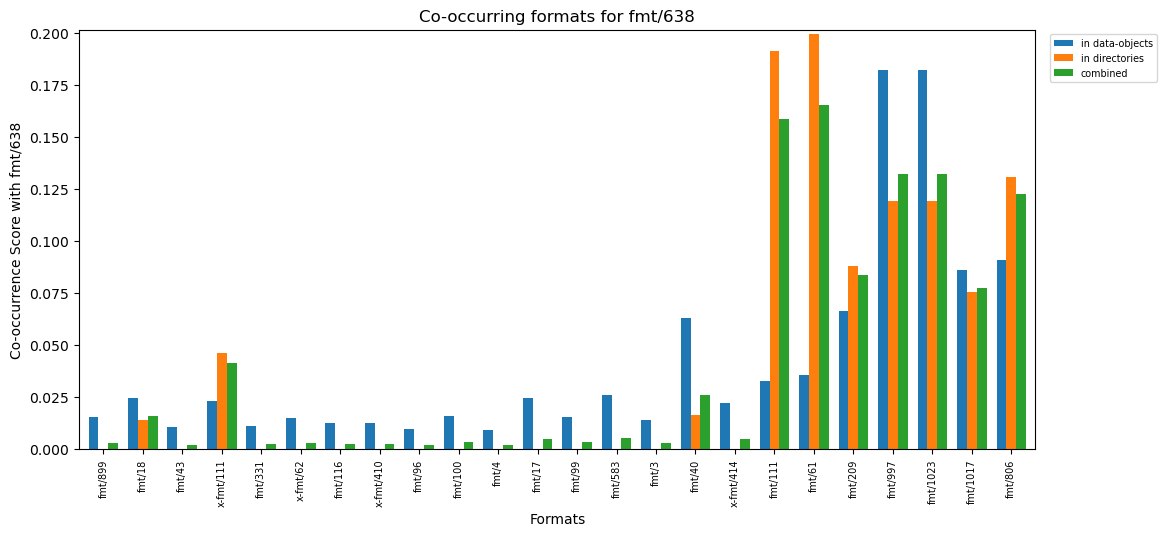 Co-occurring formats for fmt/638
0.200
0.175
0.150
0.125
0.100
0.075
0.050
0.025
0.000
Co-occurrence Score with fmt/638
fmt/899
fmt/18
fmt/43
x-fmt/111
fmt/331
x-fmt/62
fmt/116
x-fmt/410
fmt/96
fmt/100
fmt/4
fmt/17
fmt/99
fmt/583
fmt/3
fmt/40
x-fmt/414
fmt/111
fmt/61
fmt/209
fmt/997
fmt/1023
fmt/1017
fmt/806
Formats
in data-objects
in directories
combined